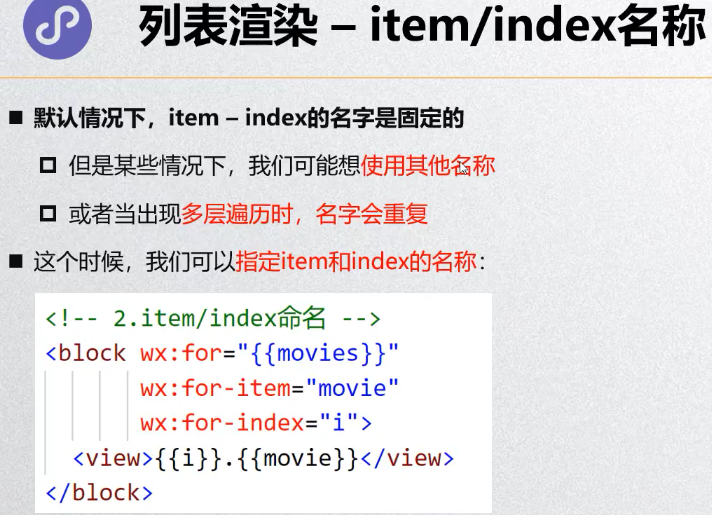 列表渲染 – item/index名称
■ 默认情况下，item – index的名字是固定的
但是某些情况下，我们可能想使用其他名称
或者当出现多层遍历时，名字会重复
■ 这个时候，我们可以指定item和index的名称：
<!-- 2.item/index命名 -->
<block wx:for="{{movies}}"
wx:for-item="movie"
wx:for-index="i">
<view>{{i}}.{{movie}}</view>
</block>